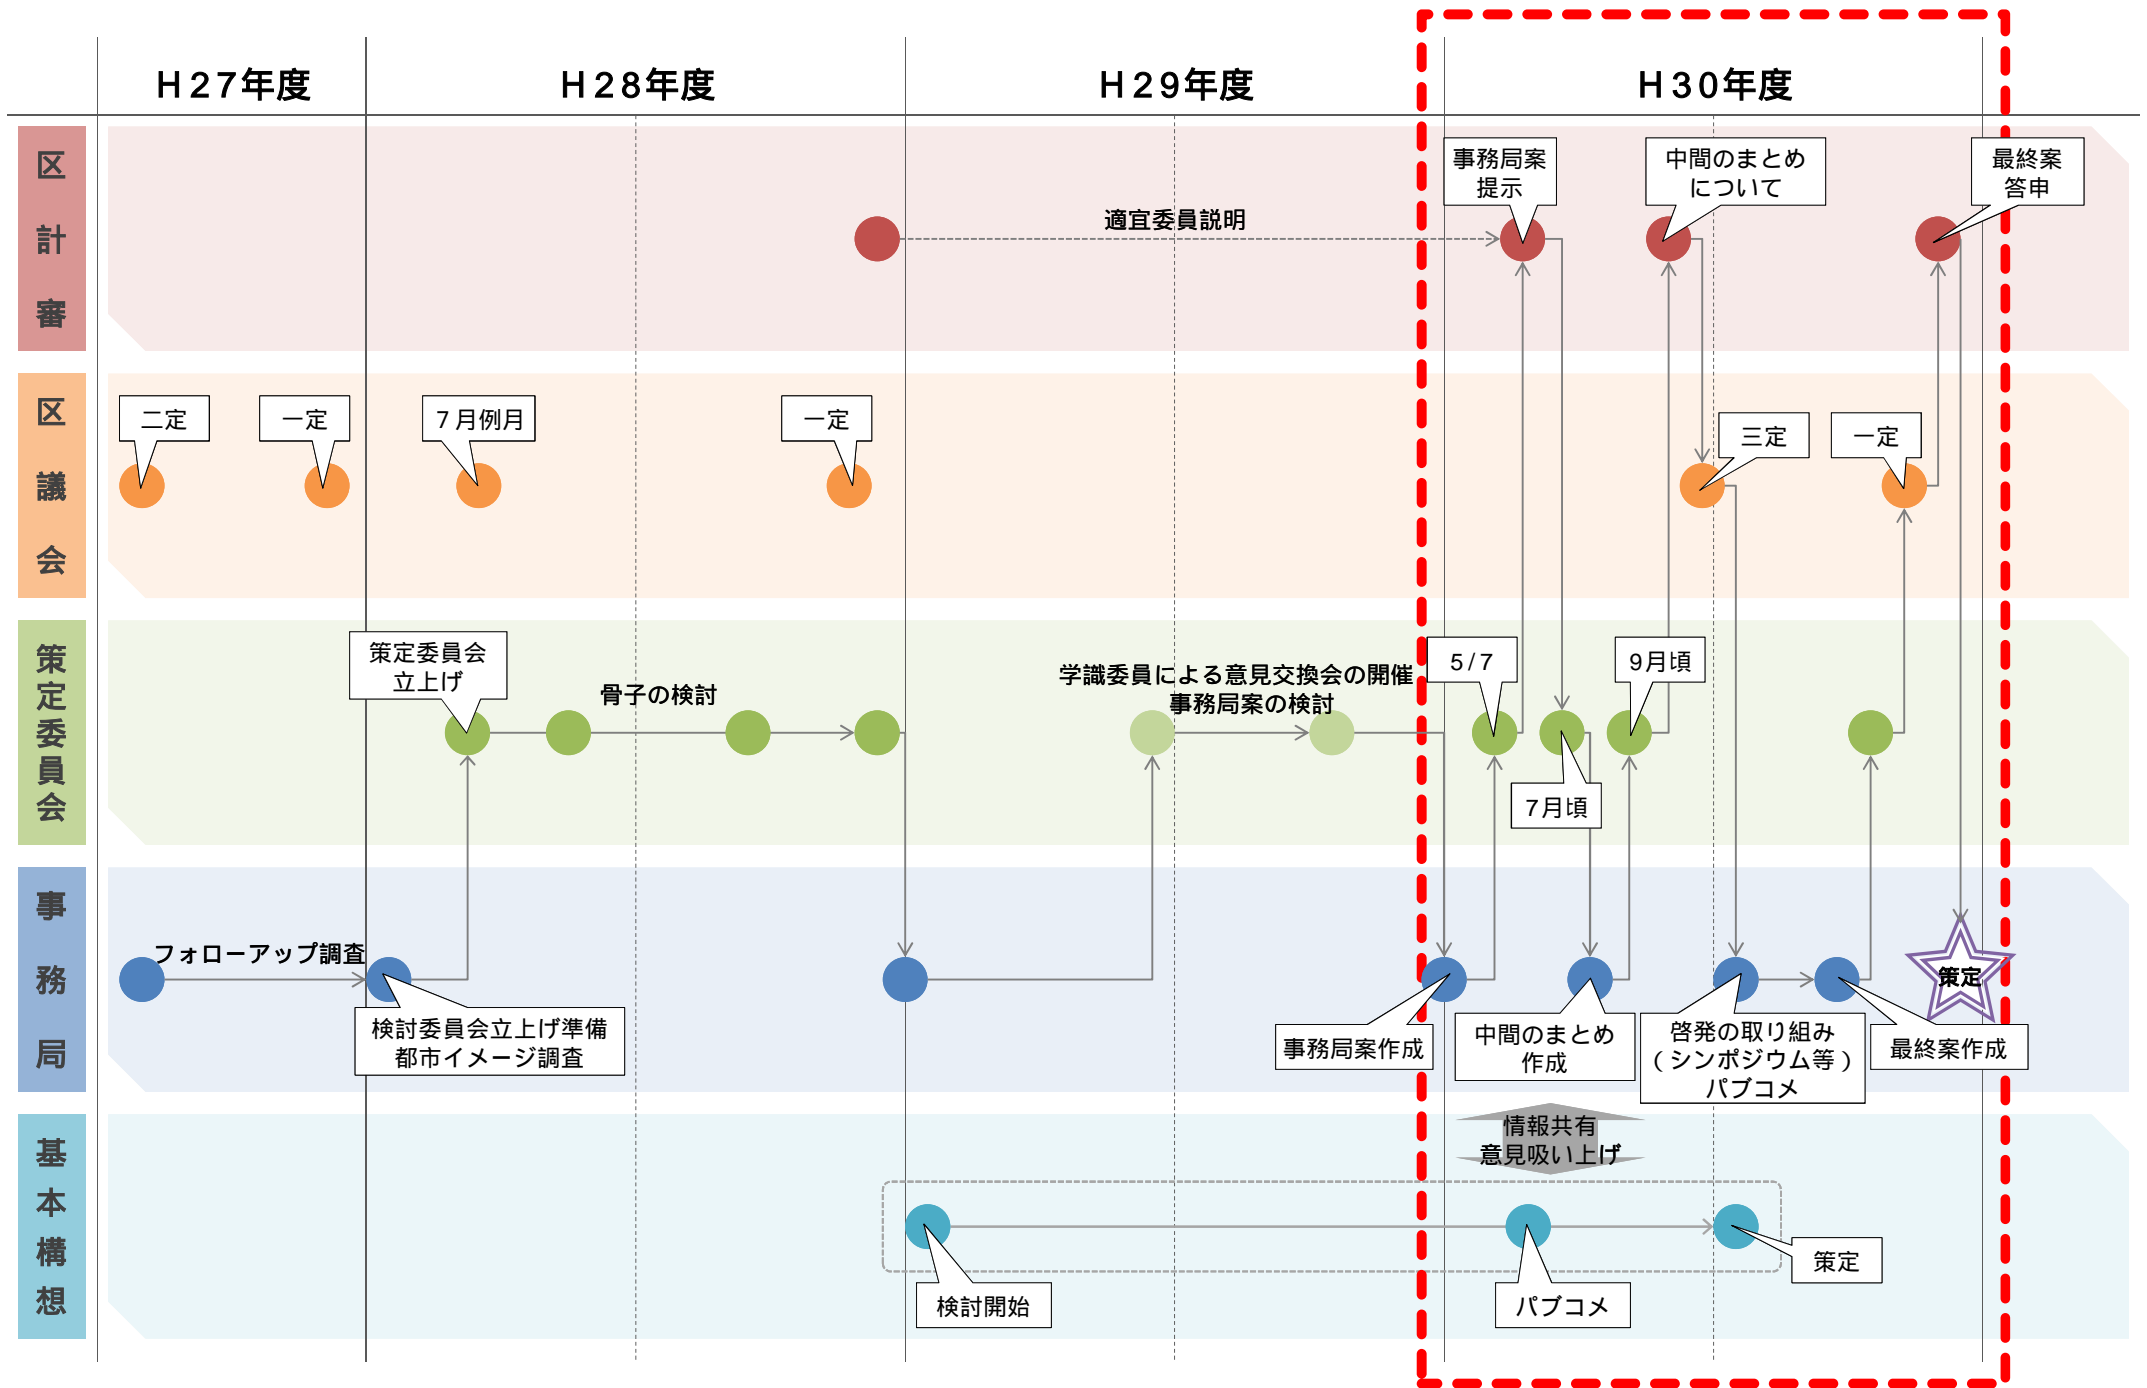 H27年度
H28年度
H29年度
H30年度
区計審
事務局案
提示
中間のまとめ
について
最終案
答申
適宜委員説明
区議会
二定
一定
7月例月
一定
三定
一定
策定委員会
策定委員会
立上げ
骨子の検討
学識委員による意見交換会の開催
事務局案の検討
5/7
9月頃
7月頃
事務局
フォローアップ調査
検討委員会立上げ準備
都市イメージ調査
事務局案作成
中間のまとめ
作成
啓発の取り組み
(シンポジウム等)
パブコメ
最終案作成
策定
情報共有
意見吸い上げ
基本構想
検討開始
パブコメ
策定